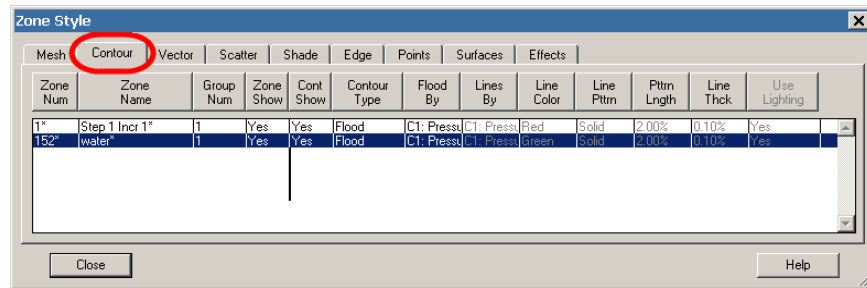 Zone Style
Mesh Contour Vector Scatter Shade Edge Points Surfaces Effects
Zone Num Zone Name Group Num Zone Show Cont Show Contour Type Flood By Lines By Line Color Line Pttrn Pttrn Lngth Line Thck Use Lighting
1* Step 1 Incr 1* 1 Yes Yes Flood C1: Pressu C1: Pressu Red Solid 2.00% 0.10% Yes
152* water* 1 Yes Yes Flood C1: Pressu C1: Pressu Green Solid 2.00% 0.10% Yes
Close Help